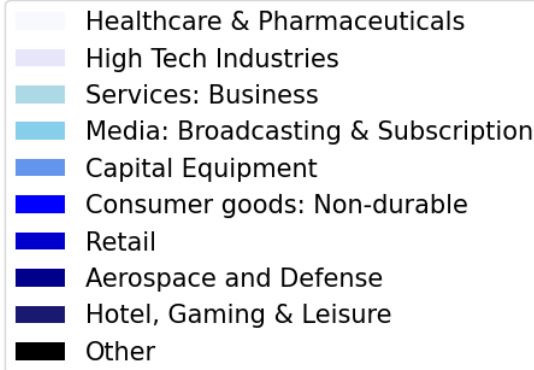 Healthcare & Pharmaceuticals
High Tech Industries
Services: Business
Media: Broadcasting & Subscription
Capital Equipment
Consumer goods: Non-durable
Retail
Aerospace and Defense
Hotel, Gaming & Leisure
Other